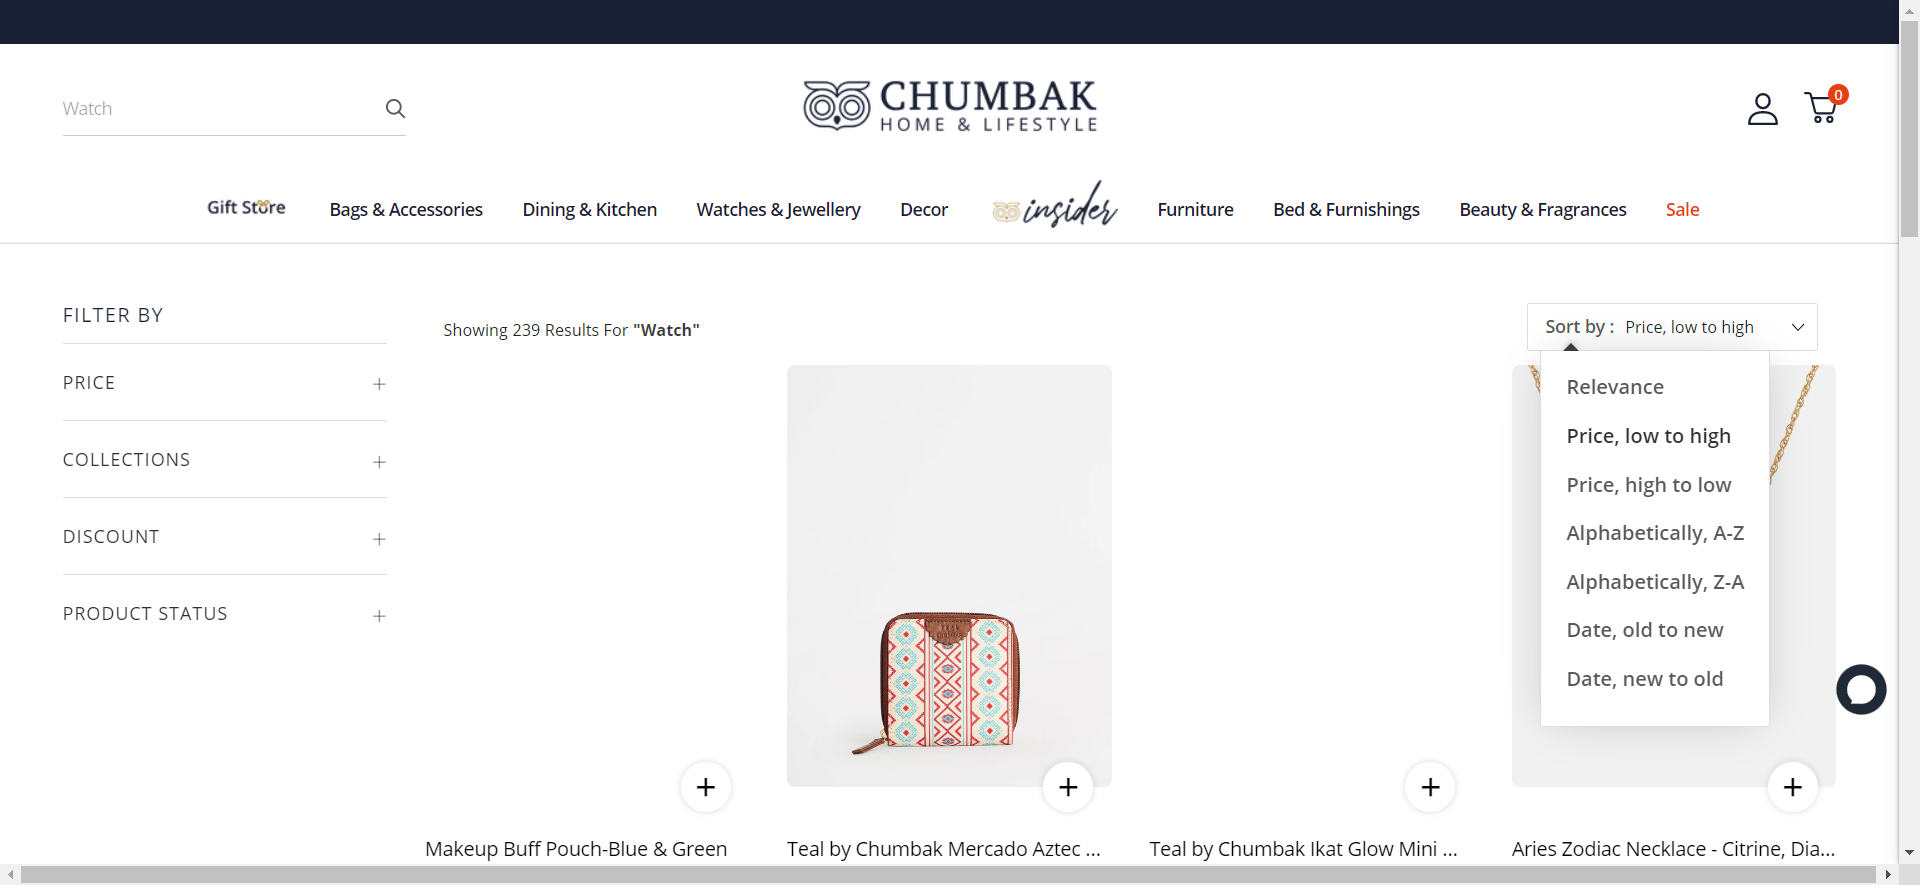 Watch
CHUMBAK
HOME & LIFESTYLE
0
Gift Store
Bags & Accessories
Dining & Kitchen
Watches & Jewellery
Decor
insider
Furniture
Bed & Furnishings
Beauty & Fragrances
Sale
FILTER BY
PRICE
COLLECTIONS
DISCOUNT
PRODUCT STATUS
Showing 239 Results For "Watch"
Sort by : Price, low to high
Relevance
Price, low to high
Price, high to low
Alphabetically, A-Z
Alphabetically, Z-A
Date, old to new
Date, new to old
Makeup Buff Pouch-Blue & Green
Teal by Chumbak Mercado Aztec ...
Teal by Chumbak Ikat Glow Mini ...
Aries Zodiac Necklace - Citrine, Dia...